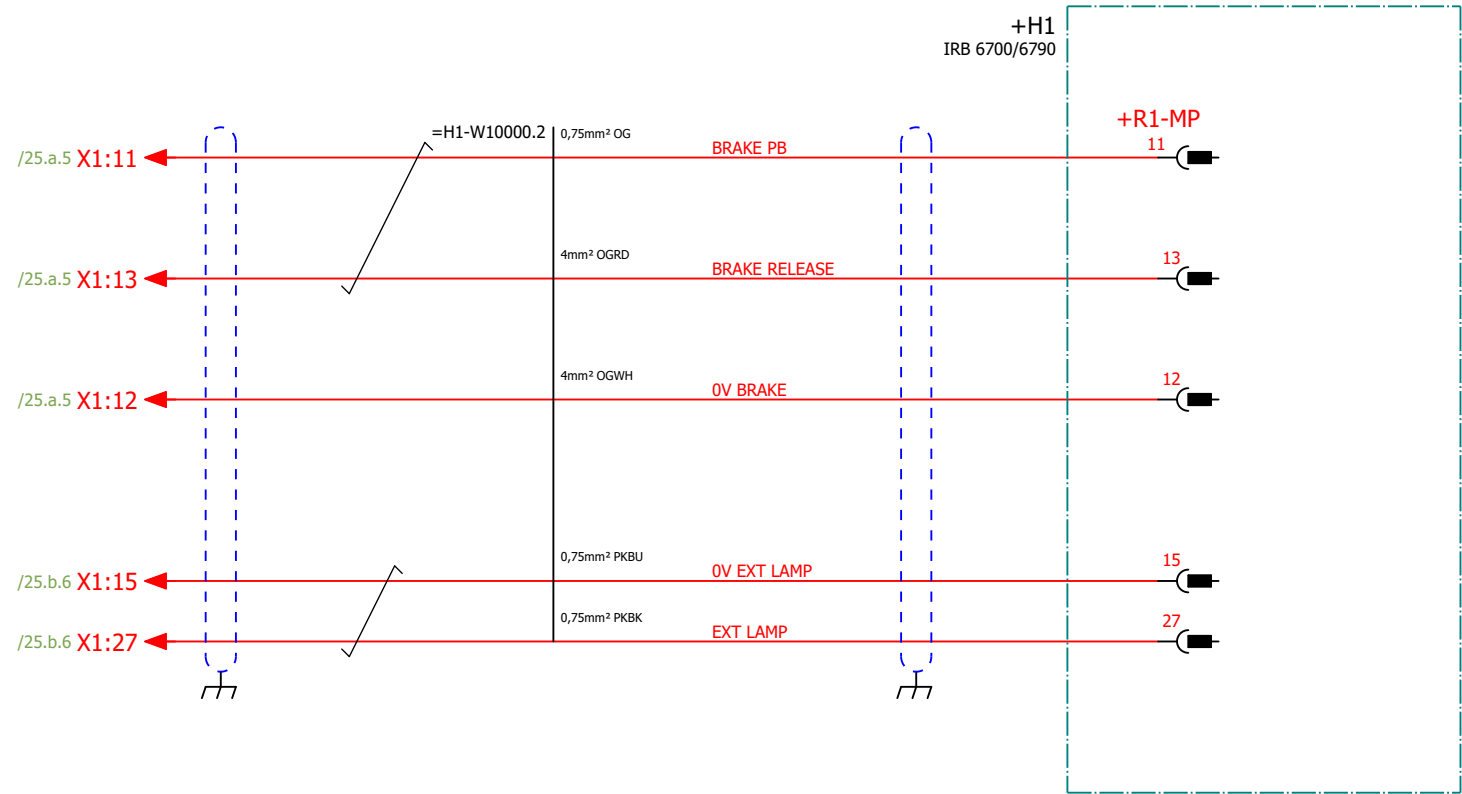 +H1
IRB 6700/6790
+R1-MP
=H1-W10000.2 0,75mm² OG
/25.a.5 X1:11 BRAKE PB 11
4mm² OGRD
/25.a.5 X1:13 BRAKE RELEASE 13
4mm² OGWH
/25.a.5 X1:12 0V BRAKE 12
0,75mm² PKBU
/25.b.6 X1:15 0V EXT LAMP 15
0,75mm² PKBK
/25.b.6 X1:27 EXT LAMP 27